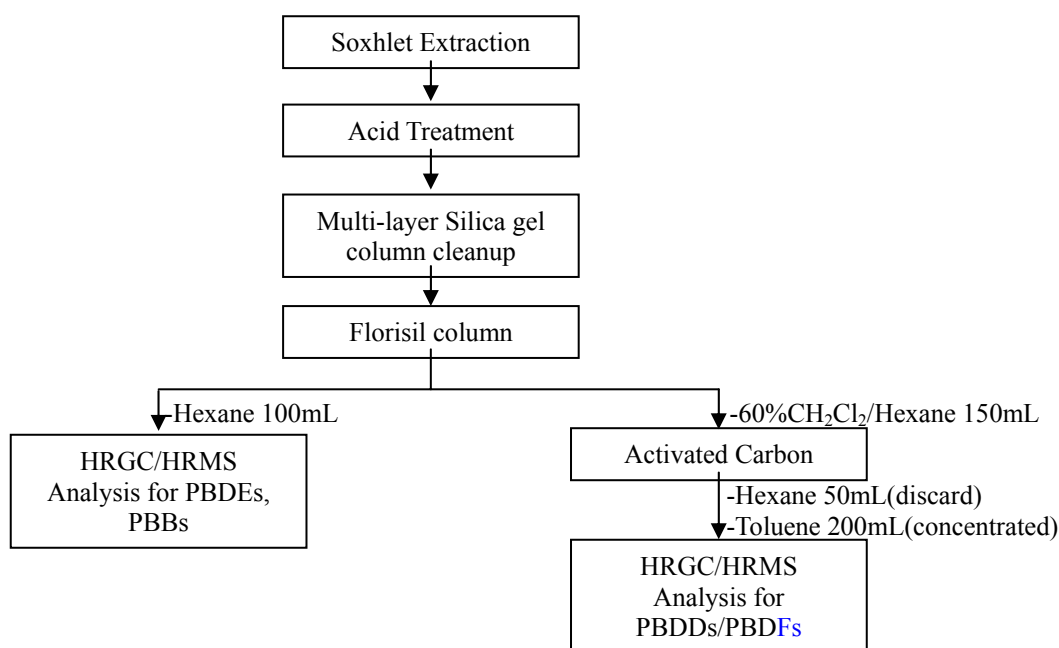 Soxhlet Extraction
Acid Treatment
Multi-layer Silica gel
column cleanup
Florisil column
-Hexane 100mL
HRGC/HRMS
Analysis for PBDEs,
PBBs
-60%CH₂Cl₂/Hexane 150mL
Activated Carbon
-Hexane 50mL(discard)
-Toluene 200mL(concentrated)
HRGC/HRMS
Analysis for
PBDDs/PBDFs